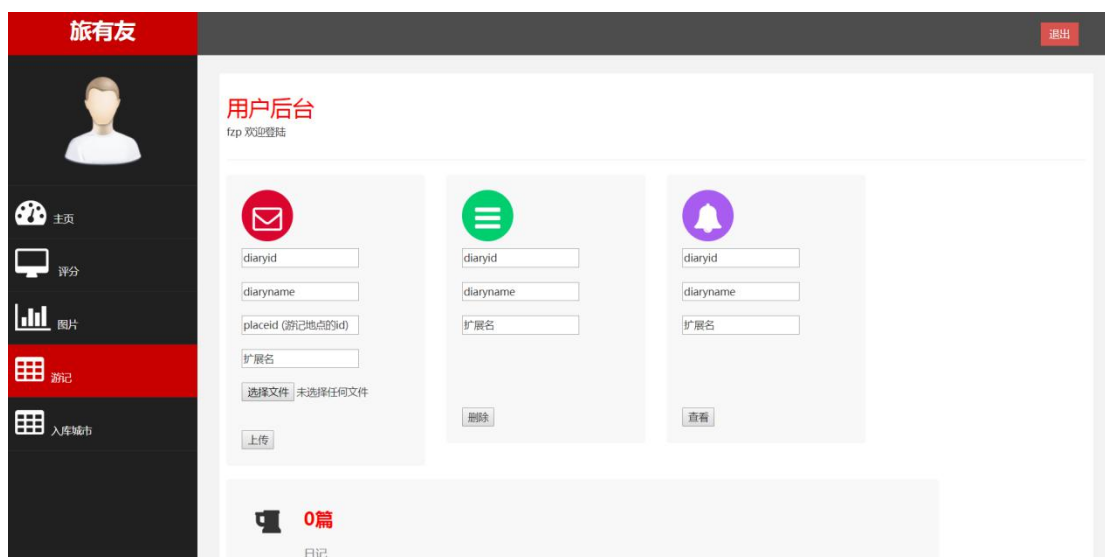 旅有友
退出
用户后台
fzp 欢迎登陆
主页
评分
图片
游记
入库城市
diaryid
diaryname
placeid (游记地点的id)
扩展名
选择文件 未选择任何文件
上传
diaryid
diaryname
扩展名
删除
diaryid
diaryname
扩展名
查看
0篇
日记